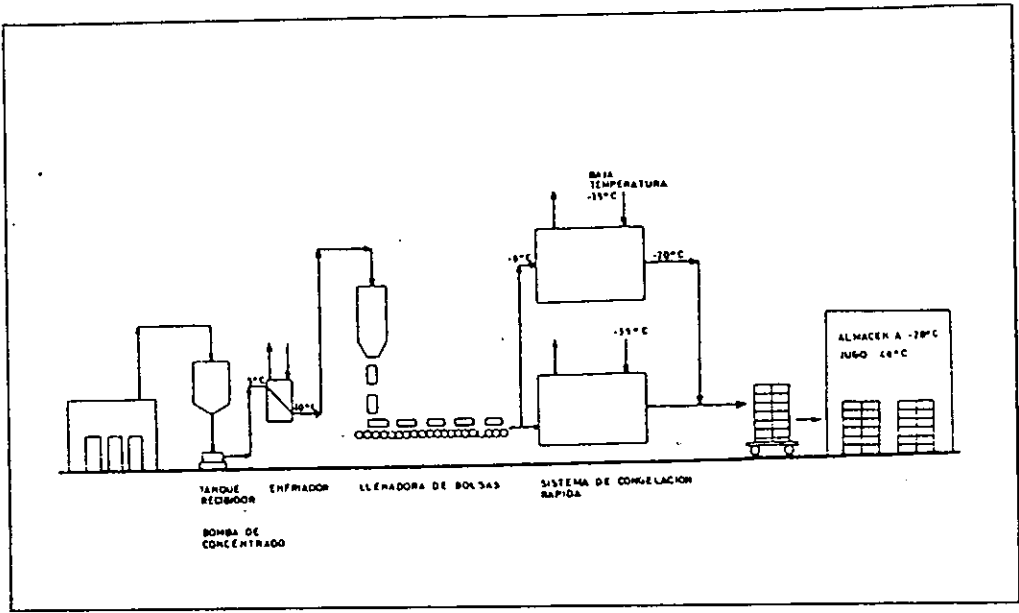 BAJA
TEMPERATURA
-35°C
-20°C
-35°C
ALMACEN A -20°C
JUGO
5°C
TANQUE
RECIBIDOR
ENFRIADOR
LLENADORA DE BOLSAS
SISTEMA DE CONGELACION
RAPIDA
BOMBA DE
CONCENTRADO